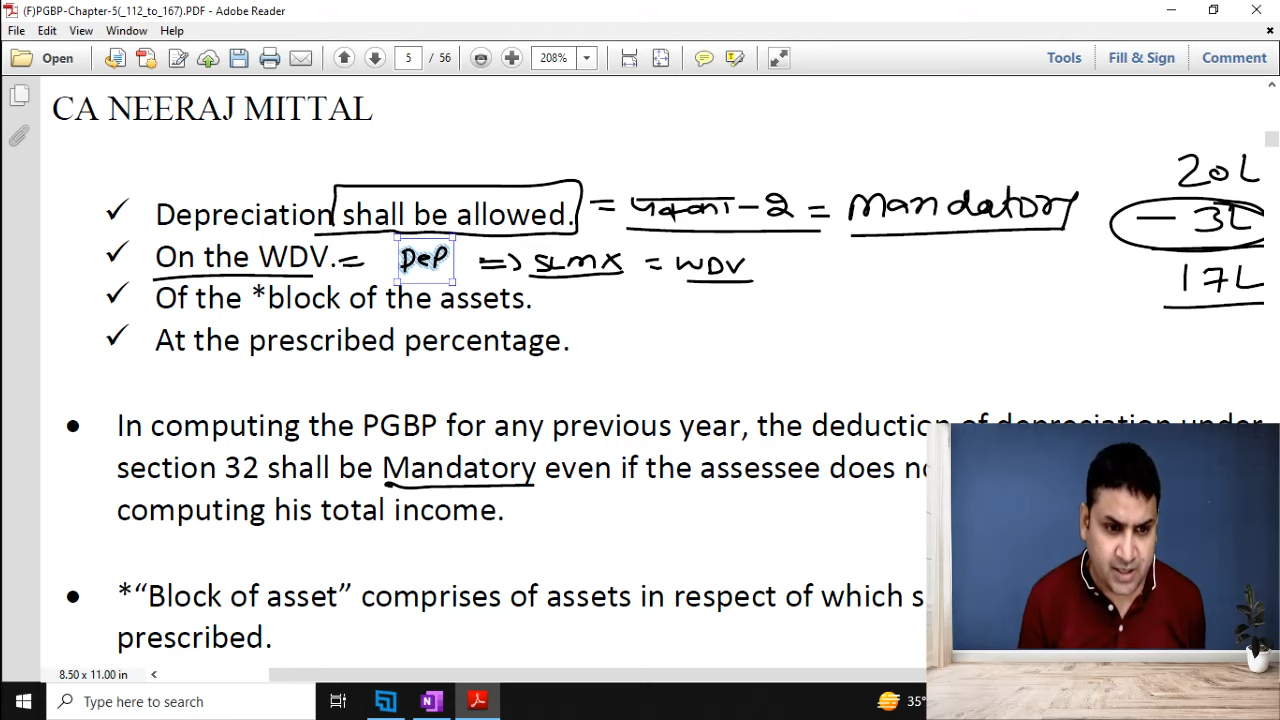 (F)PGBP-Chapter-5(_112_to_167).PDF - Adobe Reader
File Edit View Window Help
Open 5 / 56 208% Tools Fill & Sign Comment
CA NEERAJ MITTAL
20L
✓ Depreciation shall be allowed. = - 2 = Mandatory - 3L
✓ On the WDV. = DeP => SLM X = WDV 17L
✓ Of the *block of the assets.
✓ At the prescribed percentage.
• In computing the PGBP for any previous year, the deduction of depreciation under
section 32 shall be Mandatory even if the assessee does
computing his total income.
• *“Block of asset” comprises of assets in respect of which
prescribed.
8.50 x 11.00 in
Type here to search 35°